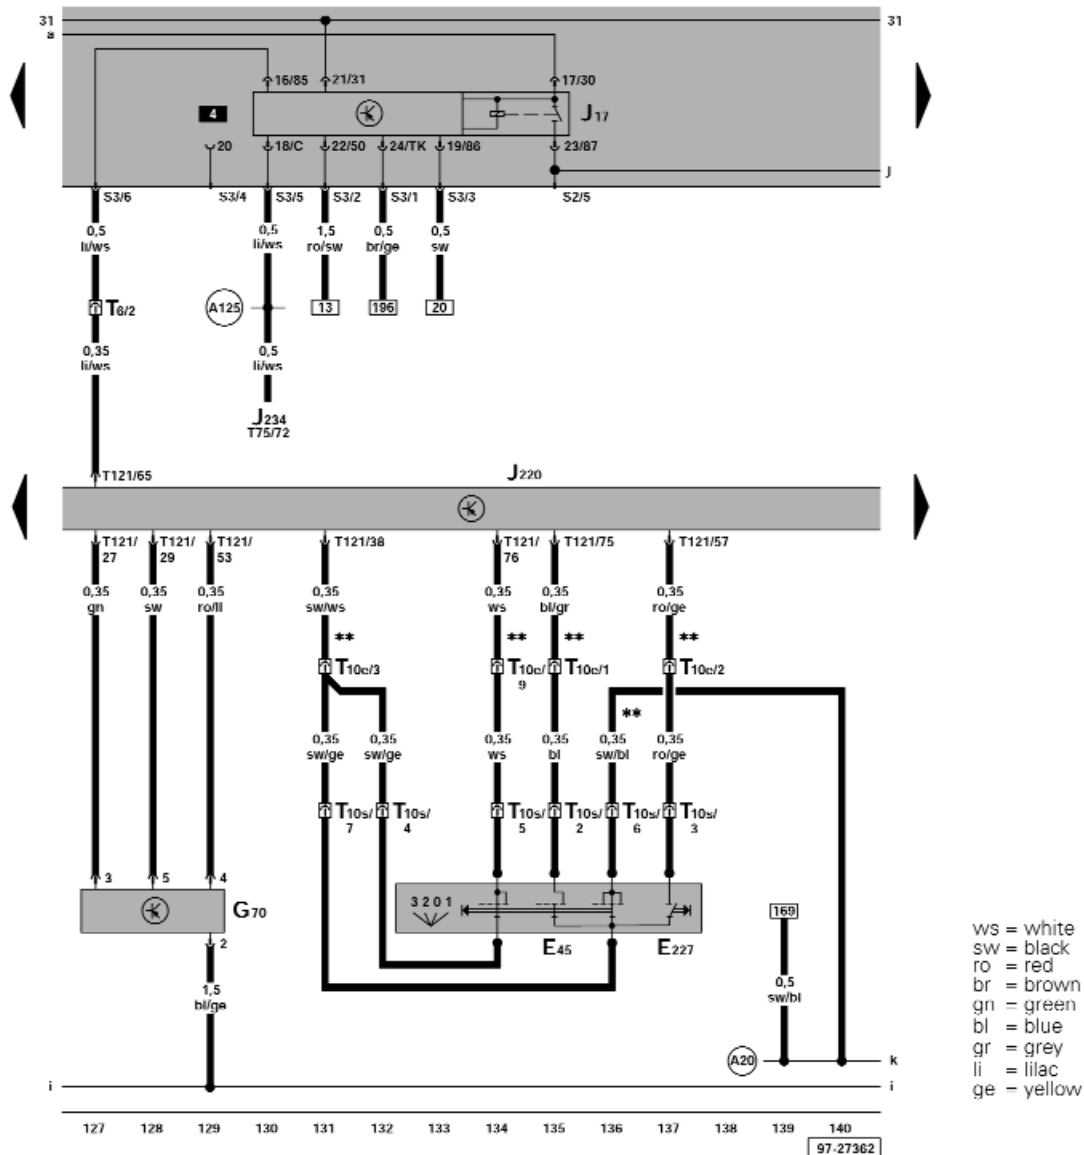 31 31
a
16/85 21/31 17/30
4 J17
20 18/C 22/50 24/TK 19/86 23/87
J
S3/6 S3/4 S3/5 S3/2 S3/1 S3/3 S2/5
0,5 0,5 1,5 0,5 0,5
li/ws li/ws ro/sw br/ge sw
T6/2 A125 13 196 20
0,35 0,5
li/ws li/ws
J234
T75/72
T121/65 J220
T121/27 T121/29 T121/53 T121/38 T121/76 T121/75 T121/57
0,35 0,35 0,35 0,35 0,35 0,35 0,35
gn sw ro/li sw/ws ws bl/gr ro/ge
** ** ** **
T10e/3 T10e/9 T10e/1 T10e/2
**
0,35 0,35 0,35 0,35 0,35 0,35
sw/ge sw/ge ws bl sw/bl ro/ge
T10s/7 T10s/4 T10s/5 T10s/2 T10s/6 T10s/3
3 5 4
3 2 0 1
G70 169
2 E45 E227
1,5 0,5
bl/ge sw/bl
A20 k
i i
127 128 129 130 131 132 133 134 135 136 137 138 139 140
97-27362
ws = white
sw = black
ro = red
br = brown
gn = green
bl = blue
gr = grey
li = lilac
ge = yellow